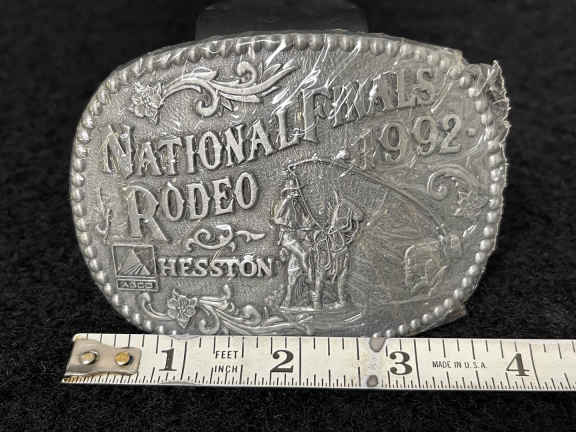 NATIONAL FINALS
RODEO 1992
HESSTON
AGCO
1 FEET INCH 2 3 MADE IN U.S.A. 4